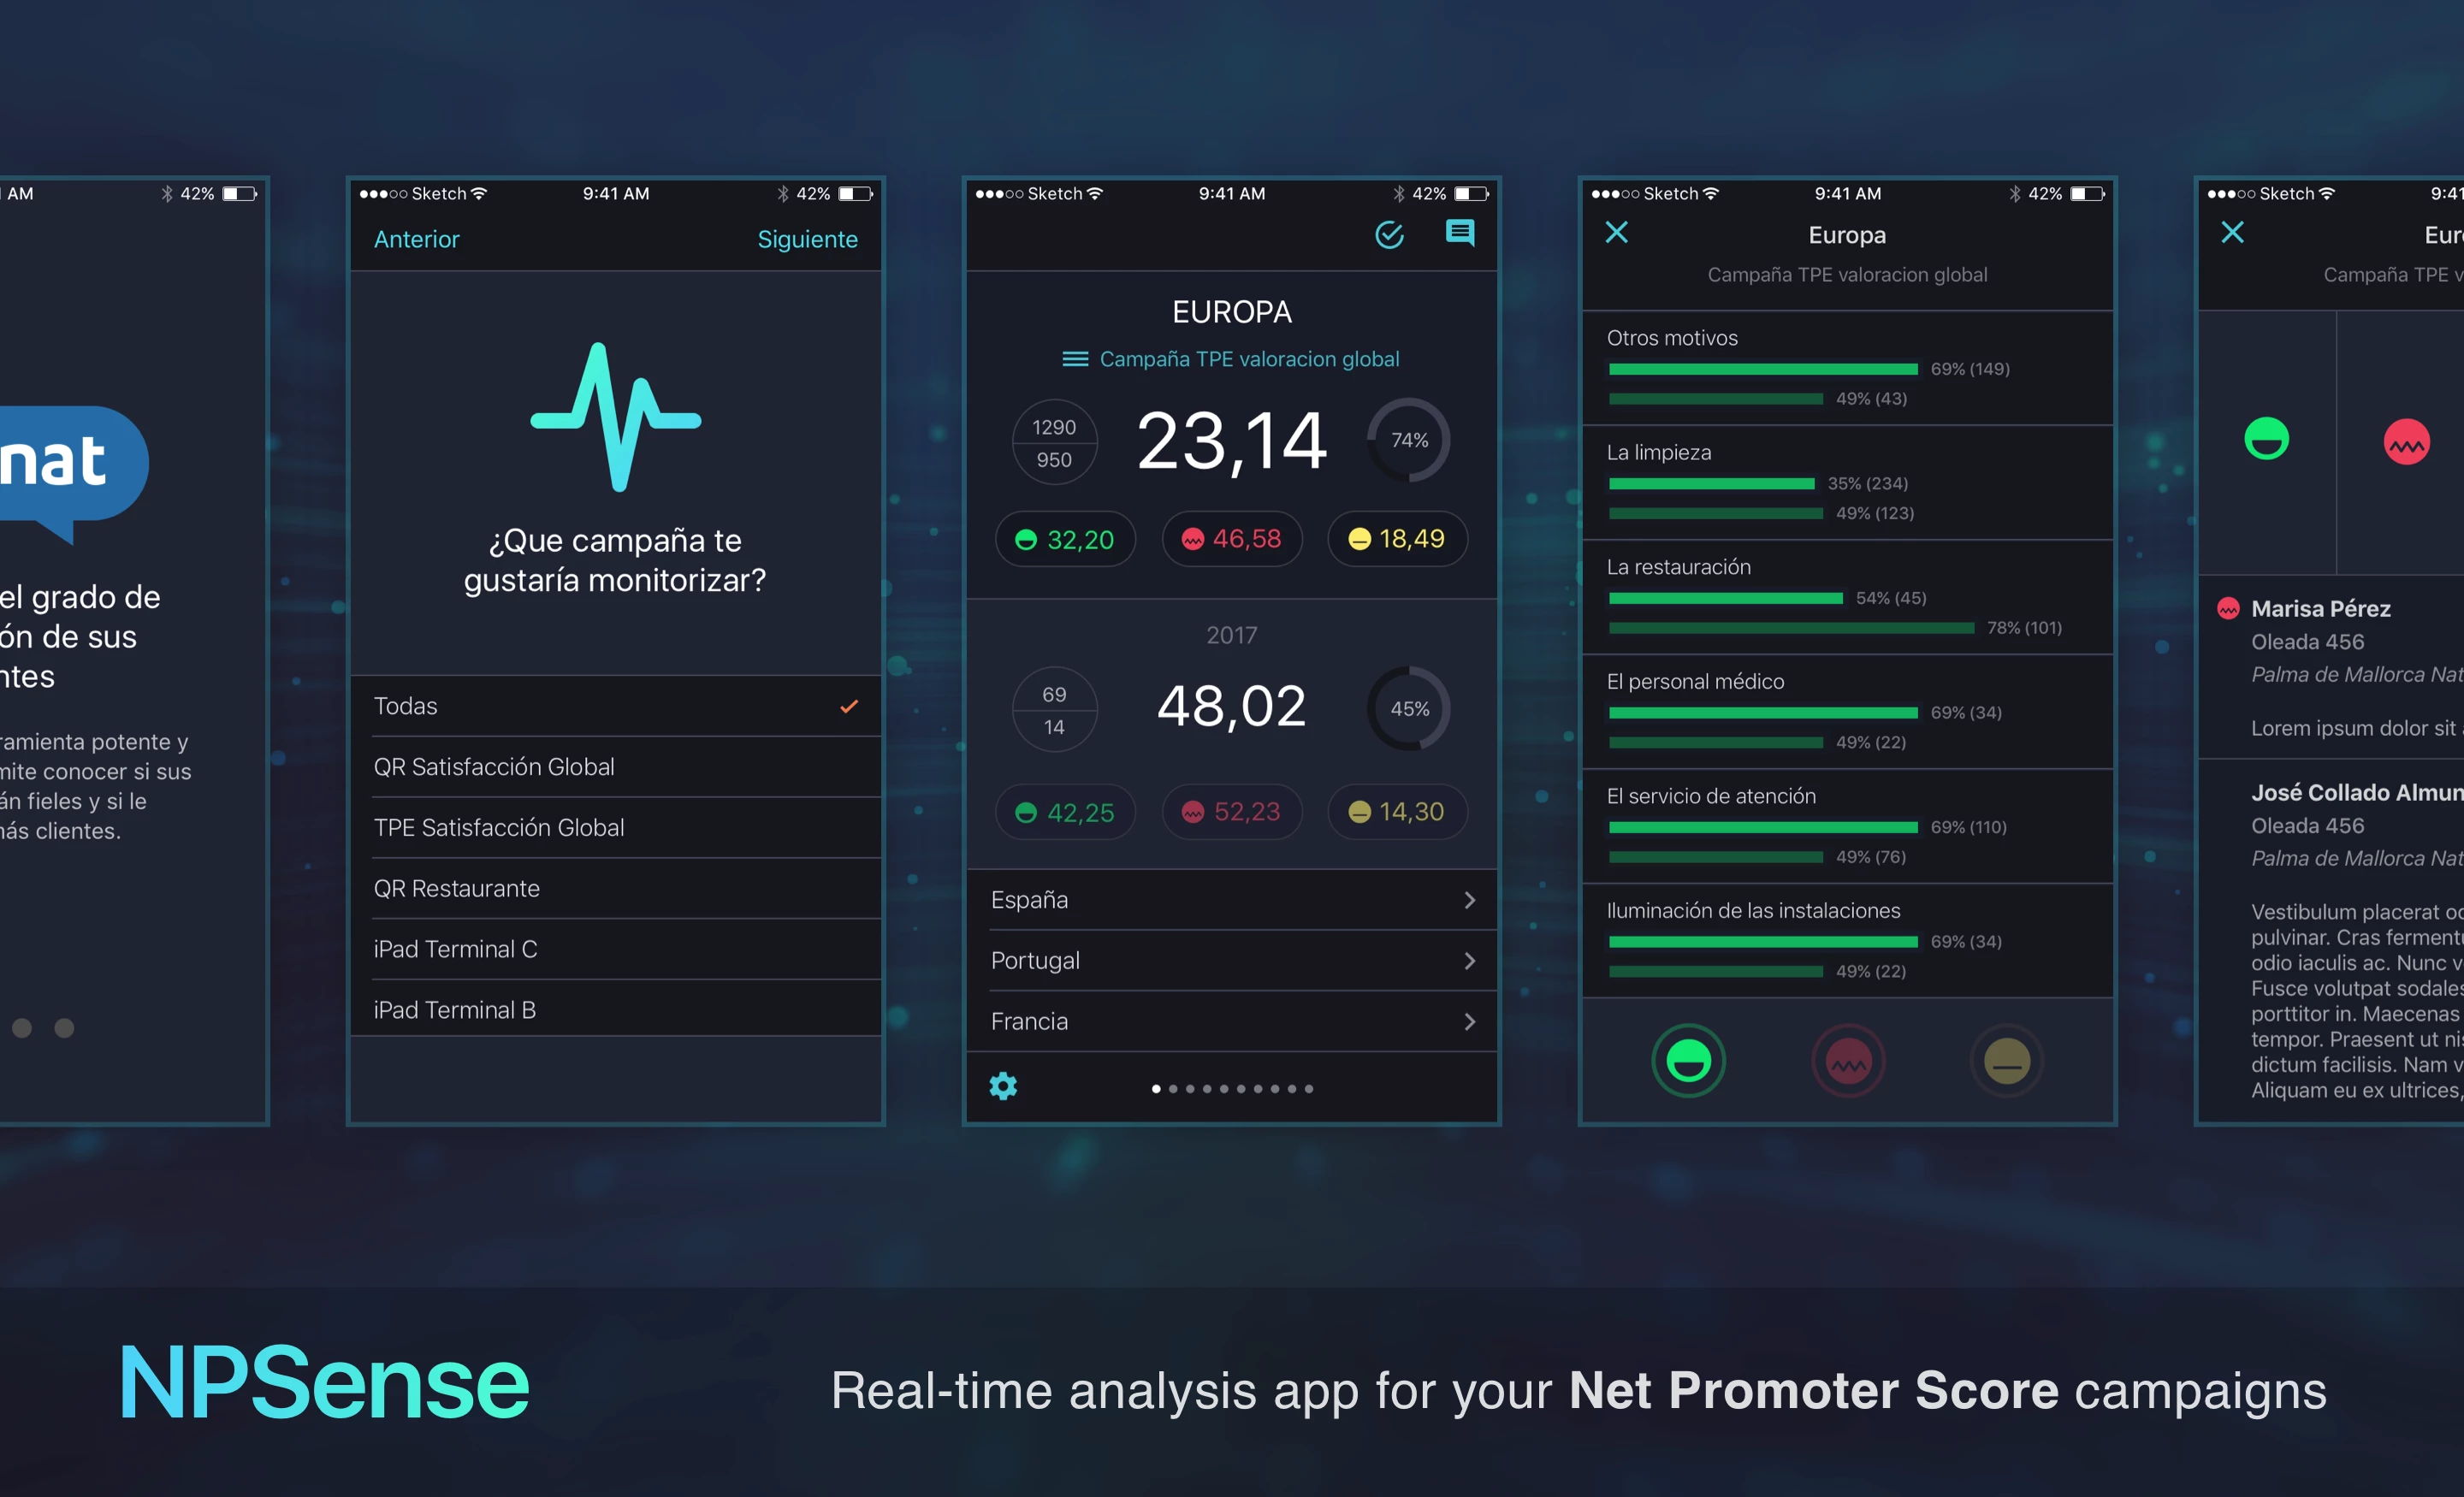 AM
42%
nat
el grado de
ón de sus
ntes
ramienta potente y
mite conocer si sus
án fieles y si le
nás clientes.
Sketch
9:41 AM
42%
Anterior
Siguiente
¿Que campaña te
gustaría monitorizar?
Todas
QR Satisfacción Global
TPE Satisfacción Global
QR Restaurante
iPad Terminal C
iPad Terminal B
Sketch
9:41 AM
42%
EUROPA
Campaña TPE valoracion global
1290
950
23,14
74%
32,20
46,58
18,49
2017
69
14
48,02
45%
42,25
52,23
14,30
España
Portugal
Francia
Sketch
9:41 AM
42%
Europa
Campaña TPE valoracion global
Otros motivos
69% (149)
49% (43)
La limpieza
35% (234)
49% (123)
La restauración
54% (45)
78% (101)
El personal médico
69% (34)
49% (22)
El servicio de atención
69% (110)
49% (76)
Iluminación de las instalaciones
69% (34)
49% (22)
Sketch
9:41
Eur
Campaña TPE v
Marisa Pérez
Oleada 456
Palma de Mallorca Nat
Lorem ipsum dolor sit
José Collado Almun
Oleada 456
Palma de Mallorca Nat
Vestibulum placerat
pulvinar. Cras ferment
odio iaculis ac. Nunc
Fusce volutpat sodales
porttitor in. Maecenas
tempor. Praesent ut
dictum facilisis. Nam
Aliquam eu ex ultrices,
NPSense
Real-time analysis app for your Net Promoter Score campaigns